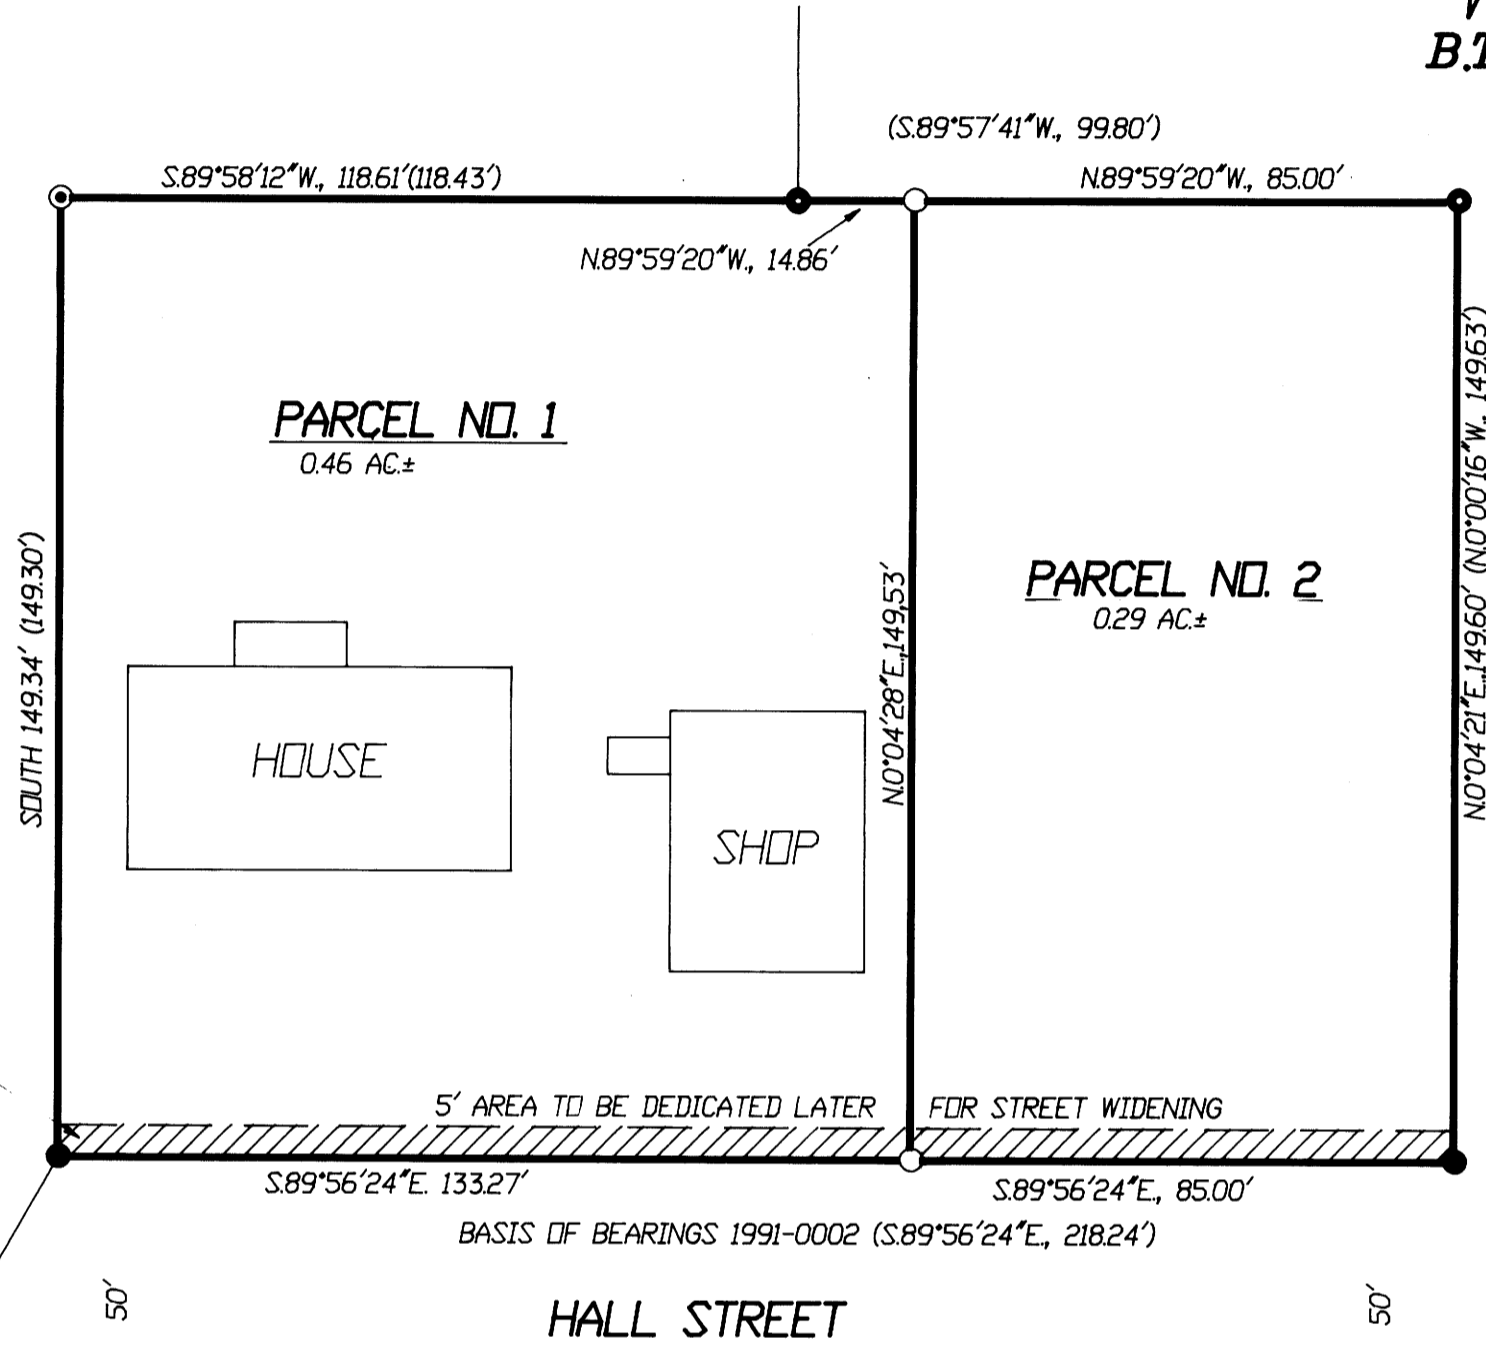 B.T
(S.89°57'41"W., 99.80')
S.89°58'12"W., 118.61'(118.43')
N.89°59'20"W., 85.00'
N.89°59'20"W., 14.86'
PARCEL NO. 1
0.46 AC.±
SOUTH 149.34' (149.30')
N.0°04'28"E.,149,53'
PARCEL NO. 2
0.29 AC.±
N.0°04'21"E.,149.60' (N.0°00'16"W., 149.63')
HOUSE
SHOP
5' AREA TO BE DEDICATED LATER FOR STREET WIDENING
S.89°56'24"E. 133.27'
S.89°56'24"E., 85.00'
BASIS OF BEARINGS 1991-0002 (S.89°56'24"E., 218.24')
50'
50'
HALL STREET